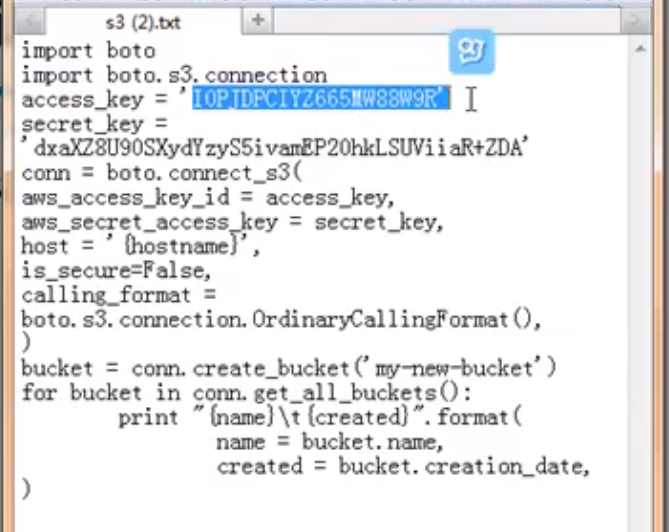 s3 (2).txt
import boto
import boto.s3.connection
access_key = 'I0PJDPCIYZ665MW88W9R'
secret_key =
'dxaXZ8U90SXydYzyS5ivamEP20hkLSUViiaR+ZDA'
conn = boto.connect_s3(
aws_access_key_id = access_key,
aws_secret_access_key = secret_key,
host = '{hostname}',
is_secure=False,
calling_format =
boto.s3.connection.OrdinaryCallingFormat(),
)
bucket = conn.create_bucket('my-new-bucket')
for bucket in conn.get_all_buckets():
        print "{name}\t{created}".format(
                name = bucket.name,
                created = bucket.creation_date,
)